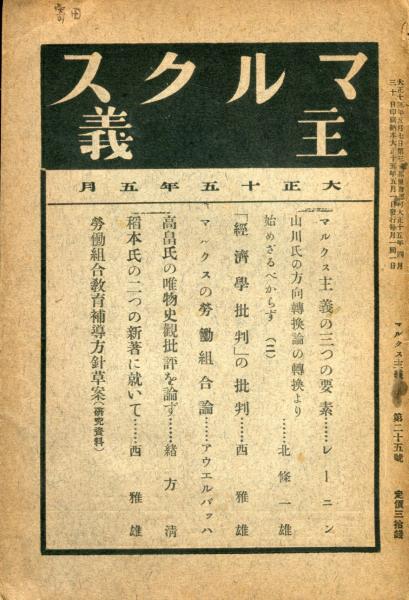 マルクス
主義
大正十五年五月
マルクス主義の三つの要素……レーニン
山川氏の方向轉換論の轉換より
始めざるべからず（二）……北條一雄
「經濟學批判」の批判……西雅雄
マルクスの勞働組合論……アウエルバッハ
高畠氏の唯物史觀批評を論ず……緒方清
稻本氏の二つの新著に就いて……西雅雄
勞働組合敎育補導方針草案（硏究資料）
マルクス主義
第二十五號
定價三拾錢